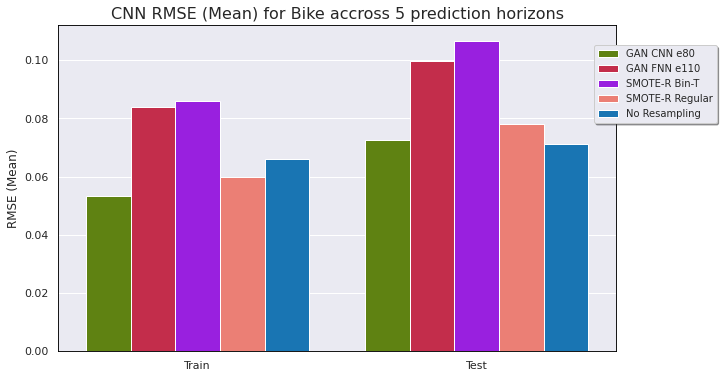 CNN RMSE (Mean) for Bike accross 5 prediction horizons
GAN CNN e80
GAN FNN e110
SMOTE-R Bin-T
SMOTE-R Regular
No Resampling
RMSE (Mean)
0.10
0.08
0.06
0.04
0.02
0.00
Train
Test